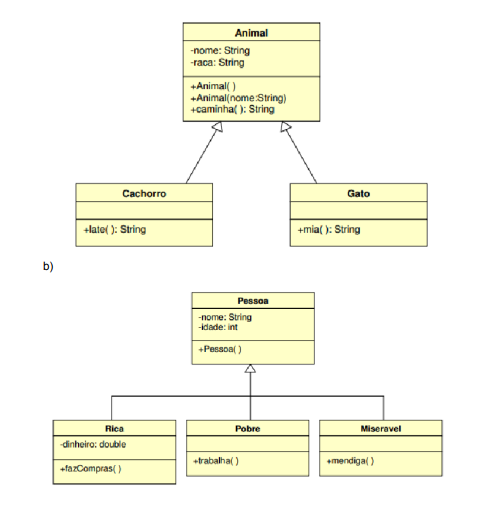 Animal
-nome: String
-raca: String
+Animal( )
+Animal(nome:String)
+caminha( ): String
Cachorro
+late( ): String
Gato
+mia( ): String
b)
Pessoa
-nome: String
-idade: int
+Pessoa( )
Rica
-dinheiro: double
+fazCompras( )
Pobre
+trabalha( )
Miseravel
+mendiga( )